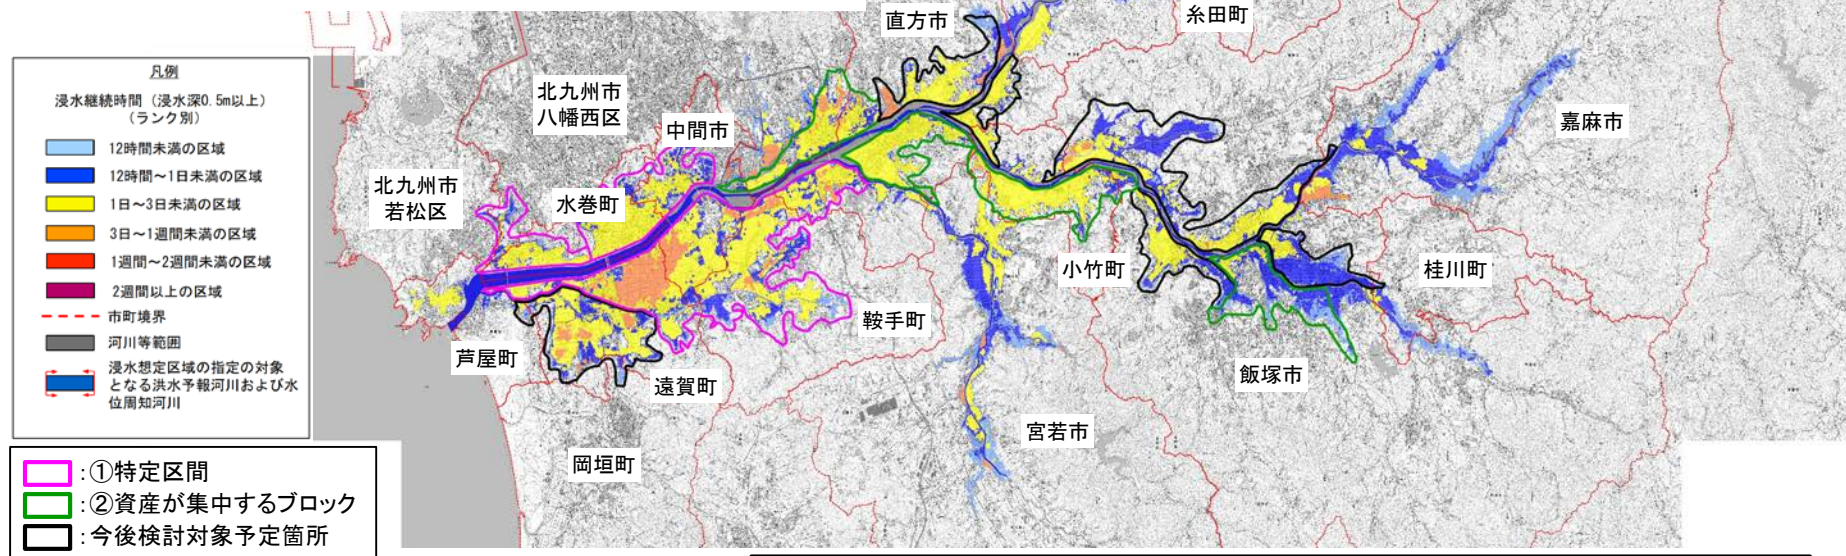 凡例
浸水継続時間（浸水深0.5m以上）
（ランク別）
12時間未満の区域
12時間～1日未満の区域
1日～3日未満の区域
3日～1週間未満の区域
1週間～2週間未満の区域
2週間以上の区域
市町境界
河川等範囲
浸水想定区域の指定の対象
となる洪水予報河川および水
位周知河川
：①特定区間
：②資産が集中するブロック
：今後検討対象予定箇所
直方市
糸田町
北九州市
八幡西区
中間市
嘉麻市
北九州市
若松区
水巻町
小竹町
桂川町
鞍手町
芦屋町
遠賀町
飯塚市
宮若市
岡垣町